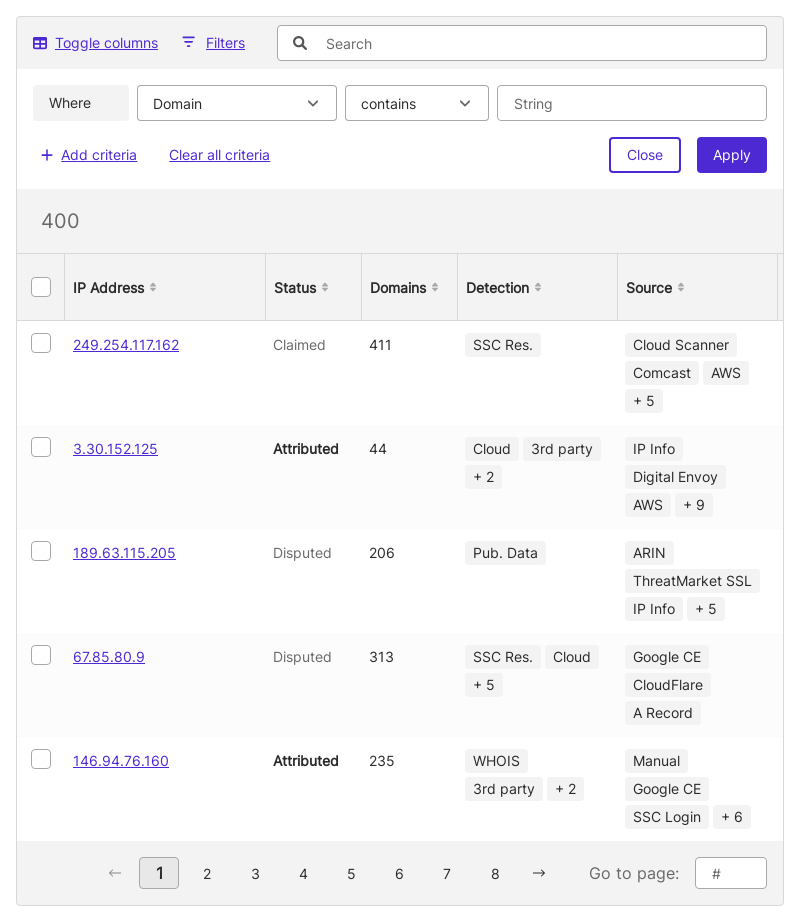 Toggle columns Filters Search
Where Domain contains String
Add criteria Clear all criteria Close Apply
400
IP Address Status Domains Detection Source
249.254.117.162 Claimed 411 SSC Res. Cloud Scanner
Comcast AWS
+ 5
3.30.152.125 Attributed 44 Cloud 3rd party IP Info
+ 2 Digital Envoy
AWS + 9
189.63.115.205 Disputed 206 Pub. Data ARIN
ThreatMarket SSL
IP Info + 5
67.85.80.9 Disputed 313 SSC Res. Cloud Google CE
+ 5 CloudFlare
A Record
146.94.76.160 Attributed 235 WHOIS Manual
3rd party + 2 Google CE
SSC Login + 6
← 1 2 3 4 5 6 7 8 → Go to page: #